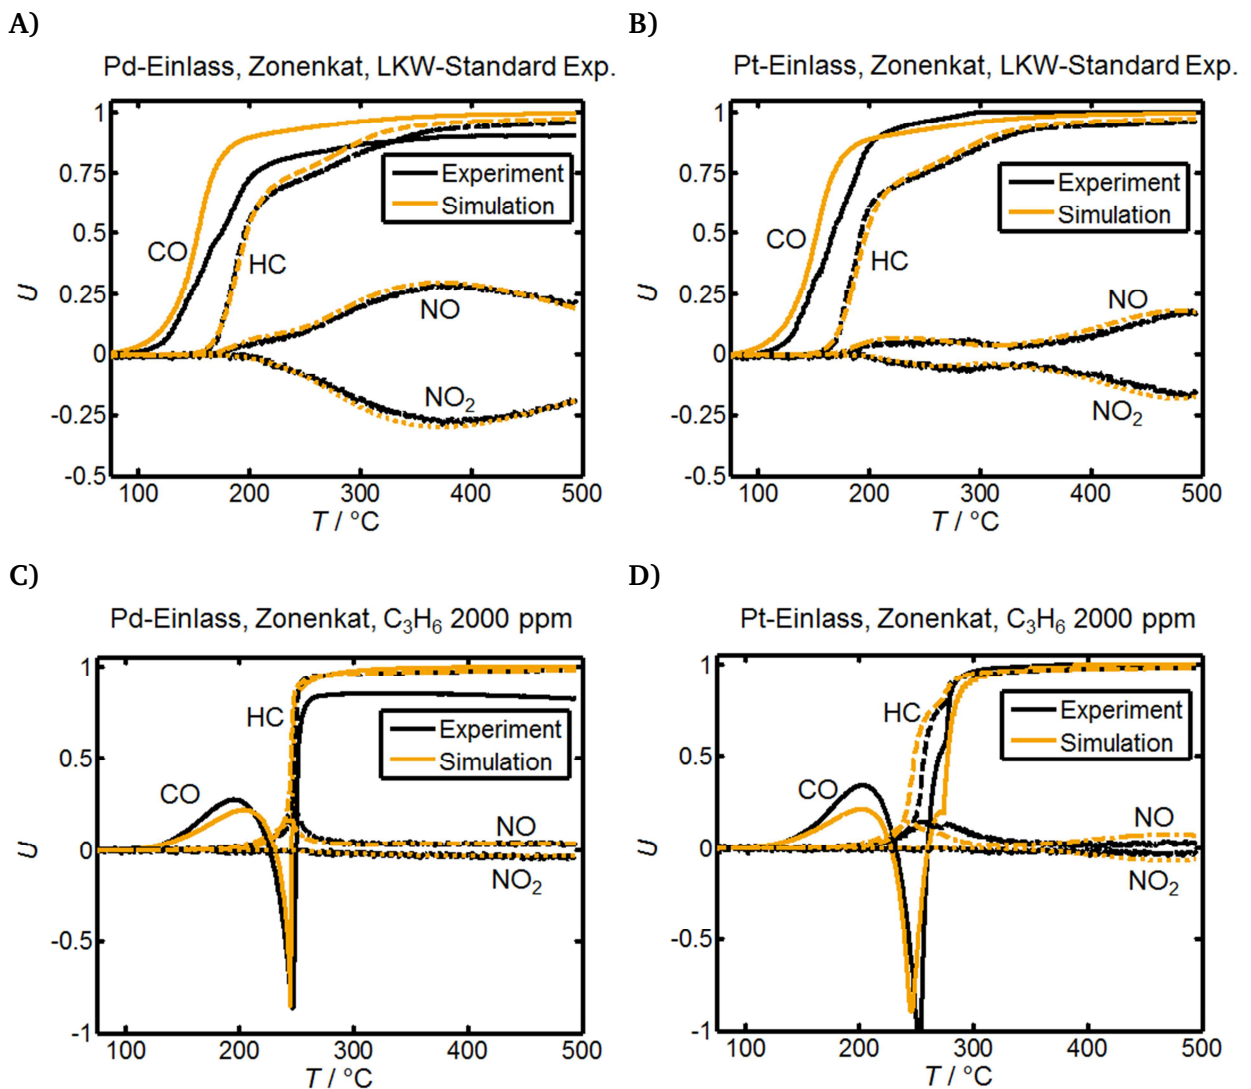 A)
Pd-Einlass, Zonenkat, LKW-Standard Exp.
1
0.75
0.5
0.25
0
-0.25
-0.5
U
Experiment
Simulation
CO
HC
NO
NO2
100
200
300
400
500
T / °C
B)
Pt-Einlass, Zonenkat, LKW-Standard Exp.
1
0.75
0.5
0.25
0
-0.25
-0.5
U
Experiment
Simulation
CO
HC
NO
NO2
100
200
300
400
500
T / °C
C)
Pd-Einlass, Zonenkat, C3H6 2000 ppm
1
0.5
0
-0.5
-1
U
HC
Experiment
Simulation
CO
NO
NO2
100
200
300
400
500
T / °C
D)
Pt-Einlass, Zonenkat, C3H6 2000 ppm
1
0.5
0
-0.5
-1
U
HC
Experiment
Simulation
CO
NO
NO2
100
200
300
400
500
T / °C